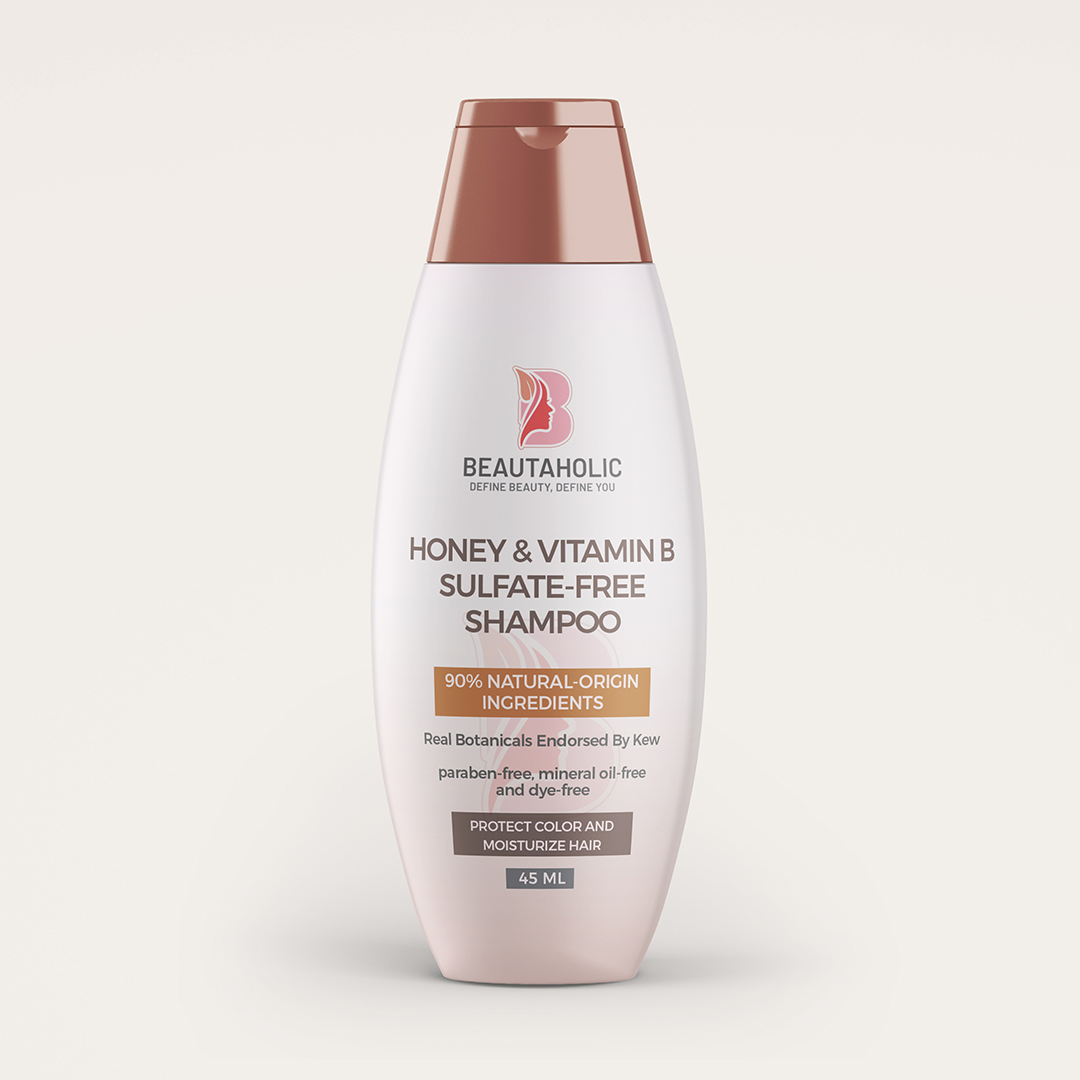 BEAUTAHOLIC
DEFINE BEAUTY, DEFINE YOU
HONEY & VITAMIN B
SULFATE-FREE
SHAMPOO
90% NATURAL-ORIGIN
INGREDIENTS
Real Botanicals Endorsed By Kew
paraben-free, mineral oil-free
and dye-free
PROTECT COLOR AND
MOISTURIZE HAIR
45 ML